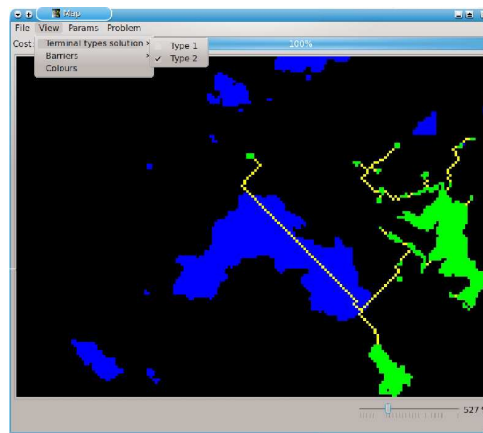 Map
File View Params Problem
Cost 100%
Terminal types solution
Type 1
Barriers
Type 2
Colours
527